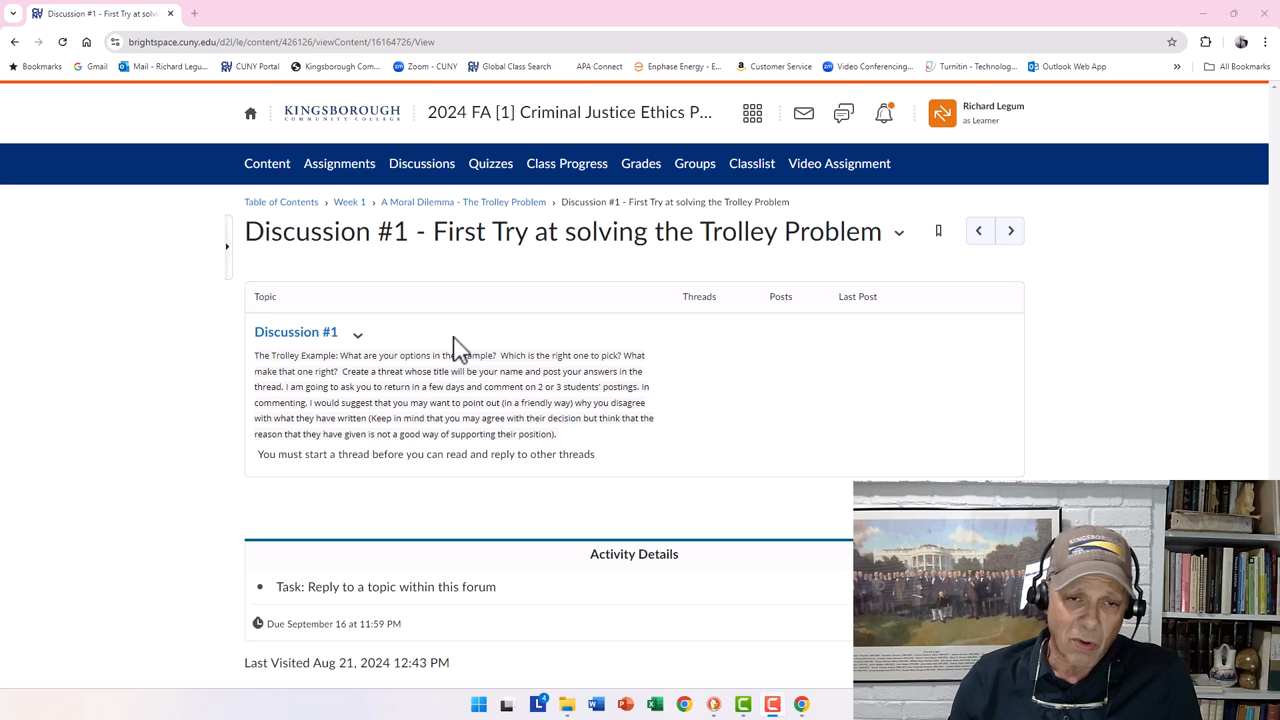 Discussion #1 - First Try at solv
brightspace.cuny.edu/d2l/le/content/426126/viewContent/16164726/View
Bookmarks Gmail Mail - Richard Legu... CUNY Portal Kingsborough Com... Zoom - CUNY Global Class Search APA Connect Enphase Energy - E... Customer Service Video Conferencing... Turnitin - Technolog... Outlook Web App All Bookmarks
KINGSBOROUGH
COMMUNITY COLLEGE
2024 FA [1] Criminal Justice Ethics P...
Richard Legum
as Learner
Content Assignments Discussions Quizzes Class Progress Grades Groups Classlist Video Assignment
Table of Contents › Week 1 › A Moral Dilemma - The Trolley Problem › Discussion #1 - First Try at solving the Trolley Problem
Discussion #1 - First Try at solving the Trolley Problem
Topic Threads Posts Last Post
Discussion #1
The Trolley Example: What are your options in the example? Which is the right one to pick? What
make that one right? Create a threat whose title will be your name and post your answers in the
thread. I am going to ask you to return in a few days and comment on 2 or 3 students' postings. In
commenting, I would suggest that you may want to point out (in a friendly way) why you disagree
with what they have written (Keep in mind that you may agree with their decision but think that the
reason that they have given is not a good way of supporting their position).
You must start a thread before you can read and reply to other threads
Activity Details
Task: Reply to a topic within this forum
Due September 16 at 11:59 PM
Last Visited Aug 21, 2024 12:43 PM